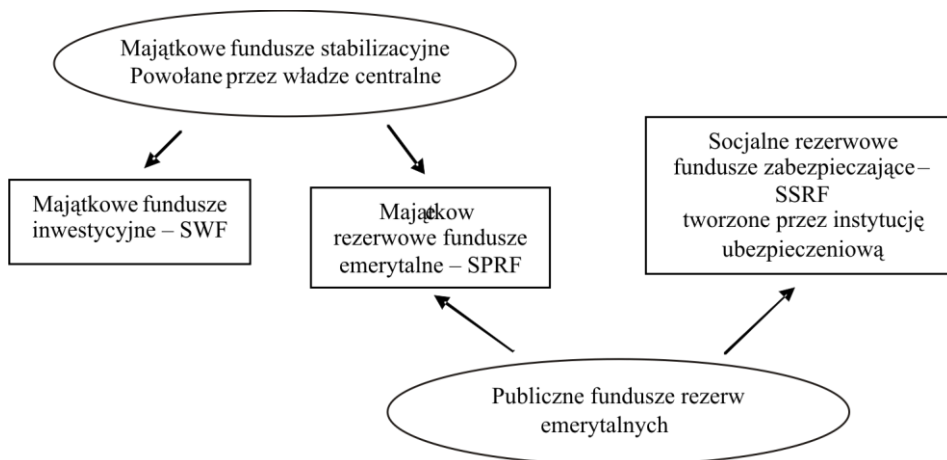 Majątkowe fundusze stabilizacyjne
Powołane przez władze centralne
Majątkowe fundusze
inwestycyjne – SWF
Majątkow
rezerwowe fundusze
emerytalne – SPRF
Socjalne rezerwowe
fundusze zabezpieczające –
SSRF
tworzone przez instytucję
ubezpieczeniową
Publiczne fundusze rezerw
emerytalnych